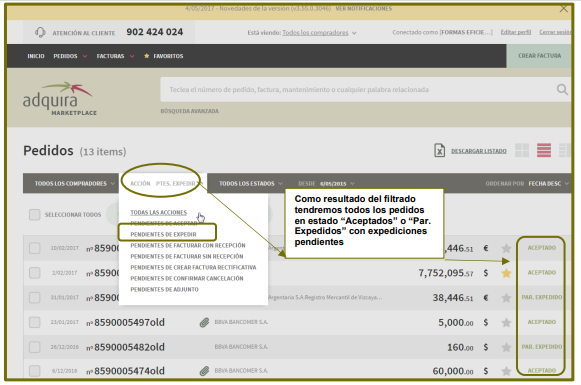 4/05/2017 - Novedades de la versión (v3.55.0.3046) VER NOTIFICACIONES
ATENCIÓN AL CLIENTE 902 424 024
Está viendo: Todos los compradores
Conectado como [FORMAS EFICIE...] Editar perfil Cerrar sesión
INICIO PEDIDOS FACTURAS FAVORITOS
CREAR FACTURA
adquira
MARKETPLACE
Teclea el número de pedido, factura, mantenimiento o cualquier palabra relacionada
BÚSQUEDA AVANZADA
Pedidos (13 items)
DESCARGAR LISTADO
TODOS LOS COMPRADORES ACCIÓN PTES. EXPEDIR TODOS LOS ESTADOS DESDE 6/05/2015 ORDENAR POR FECHA DESC
SELECCIONAR TODOS
TODAS LAS ACCIONES
PENDIENTES DE ACEPTAR
PENDIENTES DE EXPEDIR
PENDIENTES DE FACTURAR CON RECEPCIÓN
PENDIENTES DE FACTURAR SIN RECEPCIÓN
PENDIENTES DE CREAR FACTURA RECTIFICATIVA
PENDIENTES DE CONFIRMAR CANCELACIÓN
PENDIENTES DE ADJUNTO
Como resultado del filtrado
tendremos todos los pedidos
en estado “Aceptados” o “Par.
Expedidos” con expediciones
pendientes
10/02/2017 nº 8590 ,446.51 € ACEPTADO
2/02/2017 nº 8590 7,752,095.57 $ ACEPTADO
31/01/2017 nº 8590 Argentaria S.A.Registro Mercantil de Vizcaya... 38,446.51 € PAR. EXPEDIDO
23/01/2017 nº 8590005497old BBVA BANCOMER S.A. 5,000.00 $ ACEPTADO
26/12/2016 nº 8590005482old BBVA BANCOMER S.A. 160.00 $ PAR. EXPEDIDO
6/12/2016 nº 8590005474old BBVA BANCOMER S.A. 60,000.00 $ ACEPTADO